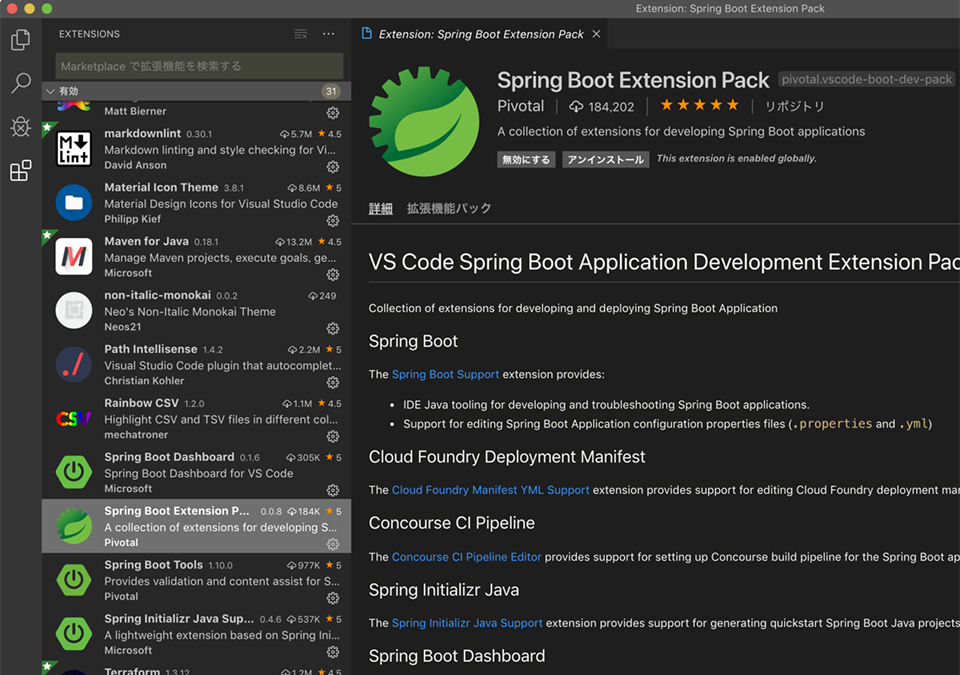 Extension: Spring Boot Extension Pack
EXTENSIONS
Marketplace で拡張機能を検索する
有効 31
Matt Bierner
markdownlint 0.30.1 5.7M ★ 4.5
Markdown linting and style checking for Vi...
David Anson
Material Icon Theme 3.8.1 8.6M ★ 5
Material Design Icons for Visual Studio Code
Philipp Kief
Maven for Java 0.18.1 13.2M ★ 4.5
Manage Maven projects, execute goals, ge...
Microsoft
non-italic-monokai 0.0.2 249
Neo's Non-Italic Monokai Theme
Neos21
Path Intellisense 1.4.2 2.2M ★ 5
Visual Studio Code plugin that autocomplet...
Christian Kohler
Rainbow CSV 1.2.0 1.1M ★ 4.5
Highlight CSV and TSV files in different col...
mechatroner
Spring Boot Dashboard 0.1.6 305K ★ 5
Spring Boot Dashboard for VS Code
Microsoft
Spring Boot Extension P... 0.0.8 184K ★ 5
A collection of extensions for developing S...
Pivotal
Spring Boot Tools 1.10.0 977K ★ 5
Provides validation and content assist for S...
Pivotal
Spring Initializr Java Sup... 0.4.6 537K ★ 5
A lightweight extension based on Spring Ini...
Microsoft
Terraform 1.3.12 1.2M ★ 4.5
M↓
Lint
CSV
Extension: Spring Boot Extension Pack ×
Spring Boot Extension Pack pivotal.vscode-boot-dev-pack
Pivotal 184,202 ★★★★★ リポジトリ
A collection of extensions for developing Spring Boot applications
無効にする アンインストール This extension is enabled globally.
詳細 拡張機能パック
VS Code Spring Boot Application Development Extension Pac
Collection of extensions for developing and deploying Spring Boot Application
Spring Boot
The Spring Boot Support extension provides:
• IDE Java tooling for developing and troubleshooting Spring Boot applications.
• Support for editing Spring Boot Application configuration properties files (.properties and .yml)
Cloud Foundry Deployment Manifest
The Cloud Foundry Manifest YML Support extension provides support for editing Cloud Foundry deployment mar
Concourse CI Pipeline
The Concourse CI Pipeline Editor provides support for setting up Concourse build pipeline for the Spring Boot ap
Spring Initializr Java
The Spring Initializr Java Support extension provides support for generating quickstart Spring Boot Java projects
Spring Boot Dashboard